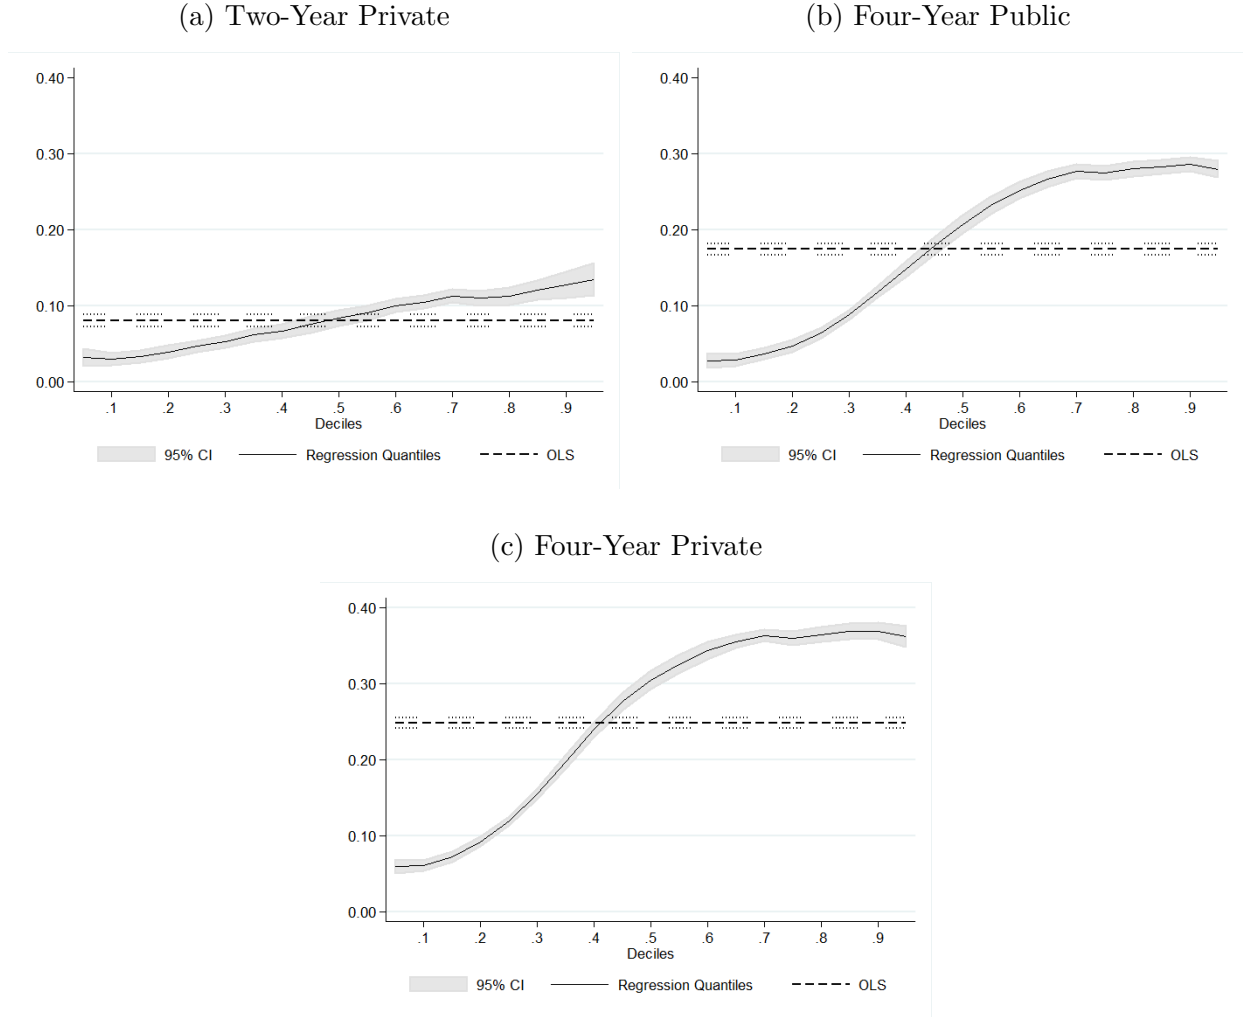 (a) Two-Year Private
0.40
0.30
0.20
0.10
0.00
.1 .2 .3 .4 .5 .6 .7 .8 .9
Deciles
95% CI Regression Quantiles OLS
(b) Four-Year Public
0.40
0.30
0.20
0.10
0.00
.1 .2 .3 .4 .5 .6 .7 .8 .9
Deciles
95% CI Regression Quantiles OLS
(c) Four-Year Private
0.40
0.30
0.20
0.10
0.00
.1 .2 .3 .4 .5 .6 .7 .8 .9
Deciles
95% CI Regression Quantiles OLS